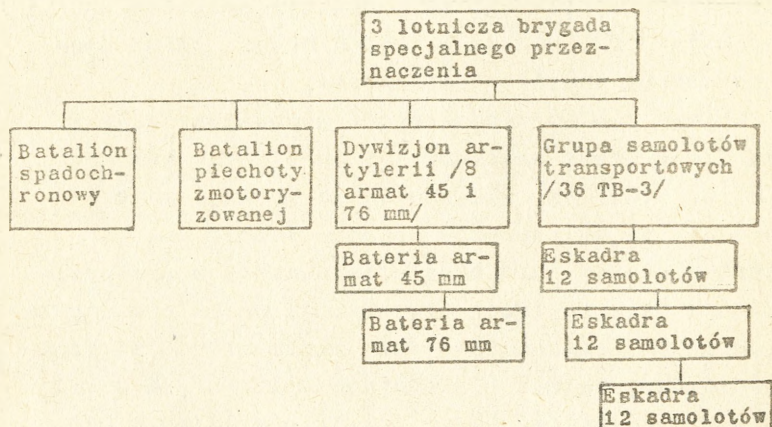 3 lotnicza brygada
specjalnego przez-
naczenia
Batalion
spadoch-
ronowy
Batalion
piechoty
zmotory-
zowanej
Dywizjon ar-
tylerii /8
armat 45 i
76 mm/
Grupa samolotów
transportowych
/36 TB-3/
Bateria ar-
mat 45 mm
Bateria ar-
mat 76 mm
Eskadra
12 samolotów
Eskadra
12 samolotów
Eskadra
12 samolotów